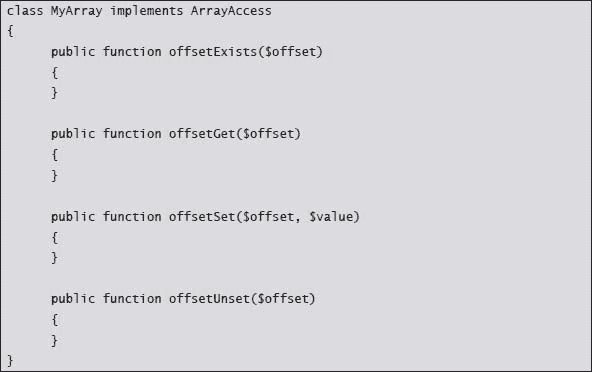 class MyArray implements ArrayAccess
{
public function offsetExists($offset)
{
}
public function offsetGet($offset)
{
}
public function offsetSet($offset, $value)
{
}
public function offsetUnset($offset)
{
}
}